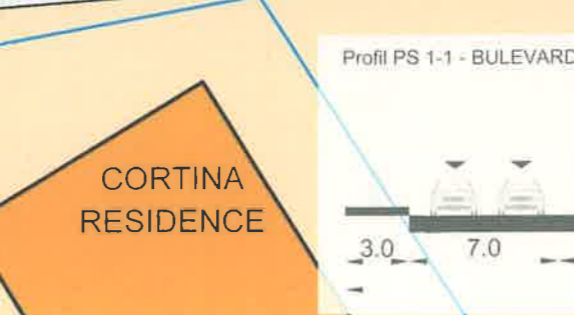 Profil PS 1-1 - BULEVARD
CORTINA
RESIDENCE
3.0
7.0